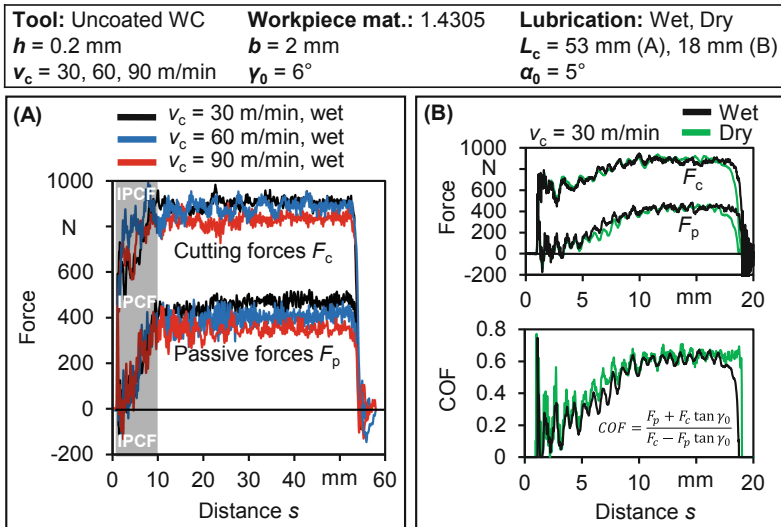 Tool: Uncoated WC Workpiece mat.: 1.4305 Lubrication: Wet, Dry
h = 0.2 mm b = 2 mm Lc = 53 mm (A), 18 mm (B)
vc = 30, 60, 90 m/min γ0 = 6° α0 = 5°
(A)
vc = 30 m/min, wet
vc = 60 m/min, wet
vc = 90 m/min, wet
1000
N
600
400
200
0
-200
Force
IPCF
Cutting forces Fc
IPCF
Passive forces Fp
IPCF
0 10 20 30 40 mm 60
Distance s
(B)
Wet
Dry
vc = 30 m/min
1000
N
600
400
200
0
-200
Force
Fc
Fp
0 5 10 mm 20
0.8
0.6
0.4
0.2
0
COF
COF = (Fp + Fc tan γ0) / (Fc − Fp tan γ0)
0 5 10 mm 20
Distance s